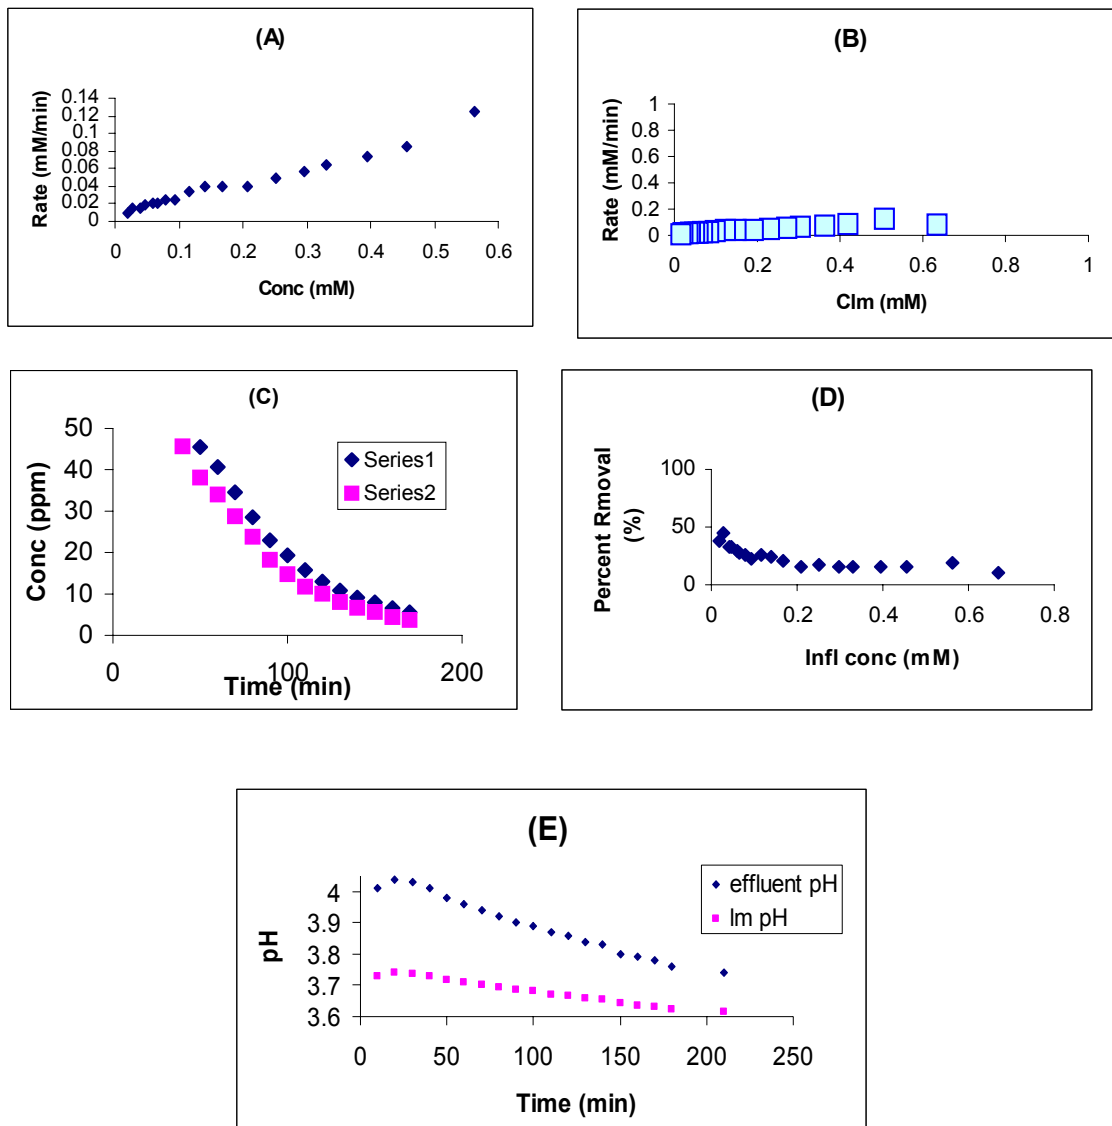 (A)
Rate (mM/min)
0.14
0.12
0.1
0.08
0.06
0.04
0.02
0
0 0.1 0.2 0.3 0.4 0.5 0.6
Conc (mM)
(B)
Rate (mM/min)
1
0.8
0.6
0.4
0.2
0
0 0.2 0.4 0.6 0.8 1
Clm (mM)
(C)
Conc (ppm)
50
40
30
20
10
0
0 100 200
Time (min)
Series1
Series2
(D)
Percent Rmoval
(%)
100
50
0
0 0.2 0.4 0.6 0.8
Infl conc (mM)
(E)
pH
4
3.9
3.8
3.7
3.6
0 50 100 150 200 250
Time (min)
effluent pH
lm pH